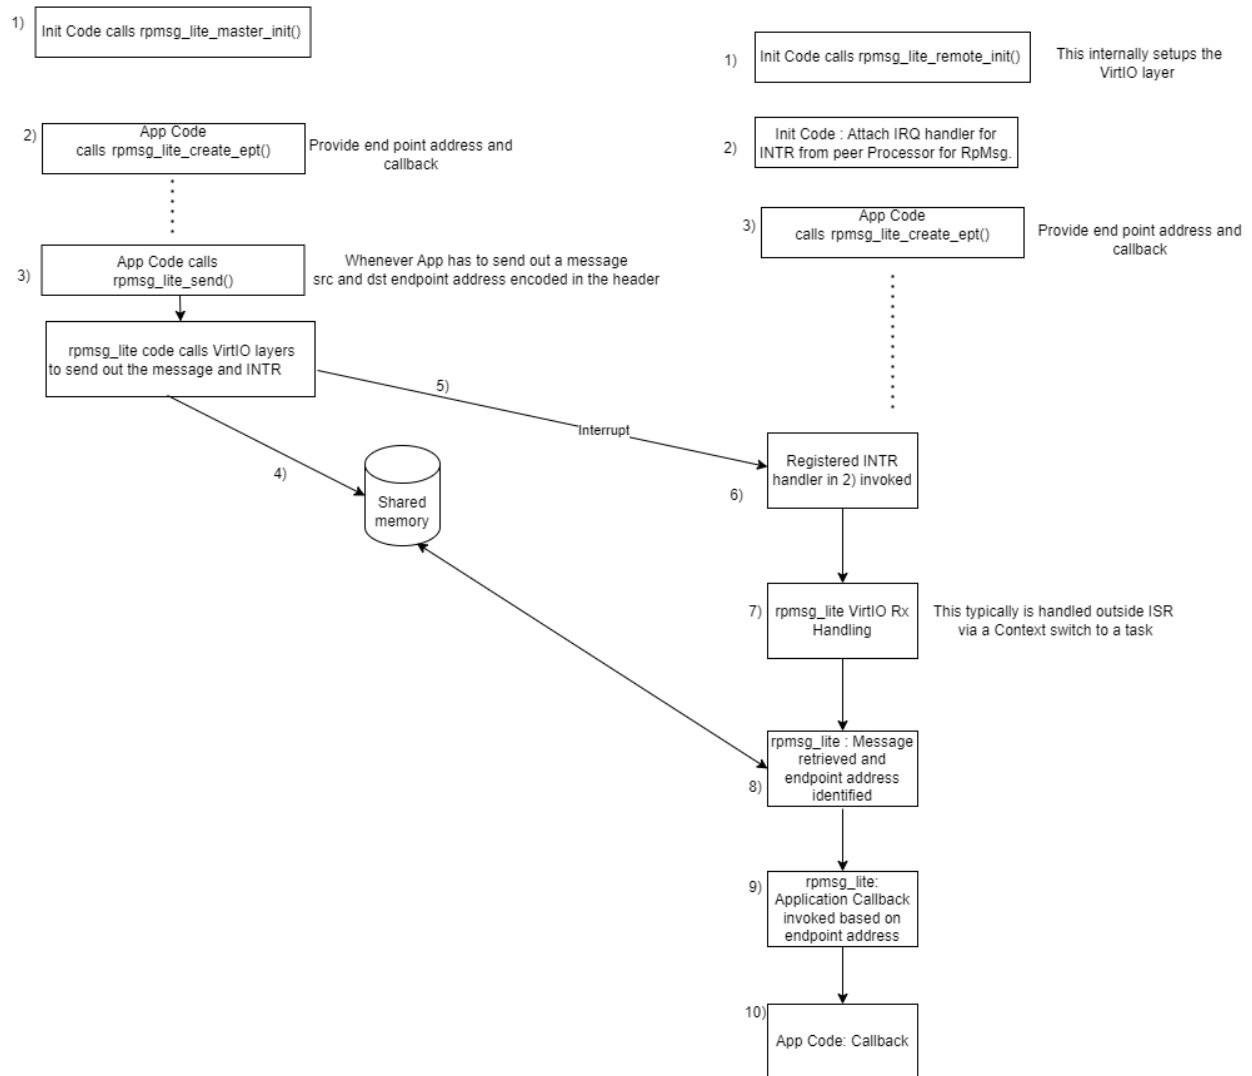 1)
Init Code calls rpmsg_lite_master_init()
2)
App Code
calls rpmsg_lite_create_ept()
Provide end point address and
callback
3)
App Code calls
rpmsg_lite_send()
Whenever App has to send out a message
src and dst endpoint address encoded in the header
rpmsg_lite code calls VirtIO layers
to send out the message and INTR
4)
Shared
memory
5)
Interrupt
1)
Init Code calls rpmsg_lite_remote_init()
This internally setups the
VirtIO layer
2)
Init Code : Attach IRQ handler for
INTR from peer Processor for RpMsg.
3)
App Code
calls rpmsg_lite_create_ept()
Provide end point address and
callback
Registered INTR
handler in 2) invoked
6)
7)
rpmsg_lite VirtIO Rx
Handling
This typically is handled outside ISR
via a Context switch to a task
rpmsg_lite : Message
retrieved and
endpoint address
identified
8)
9)
rpmsg_lite:
Application Callback
invoked based on
endpoint address
10)
App Code: Callback